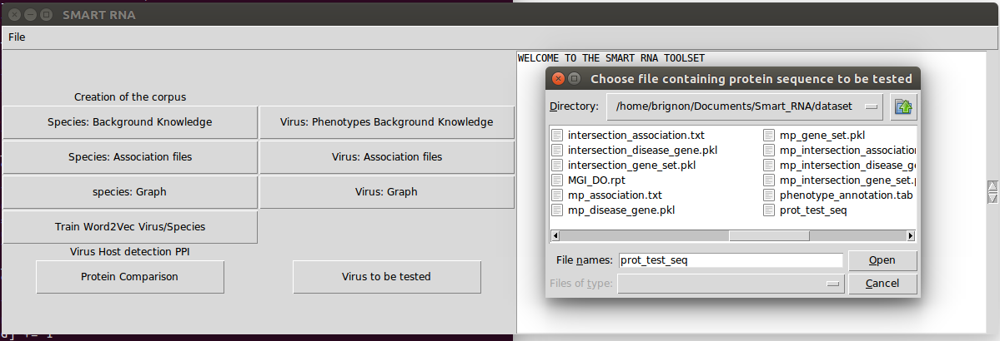 SMART RNA
File
Creation of the corpus
Species: Background Knowledge
Virus: Phenotypes Background Knowledge
Species: Association files
Virus: Association files
species: Graph
Virus: Graph
Train Word2Vec Virus/Species
Virus Host detection PPI
Protein Comparison
Virus to be tested
WELCOME TO THE SMART RNA TOOLSET
Choose file containing protein sequence to be tested
Directory: /home/brignon/Documents/Smart_RNA/dataset
intersection_association.txt
intersection_disease_gene.pkl
intersection_gene_set.pkl
MGI_DO.rpt
mp_association.txt
mp_disease_gene.pkl
mp_gene_set.pkl
mp_intersection_association
mp_intersection_disease_g
mp_intersection_gene_set.
phenotype_annotation.tab
prot_test_seq
File names: prot_test_seq
Open
Files of type:
Cancel